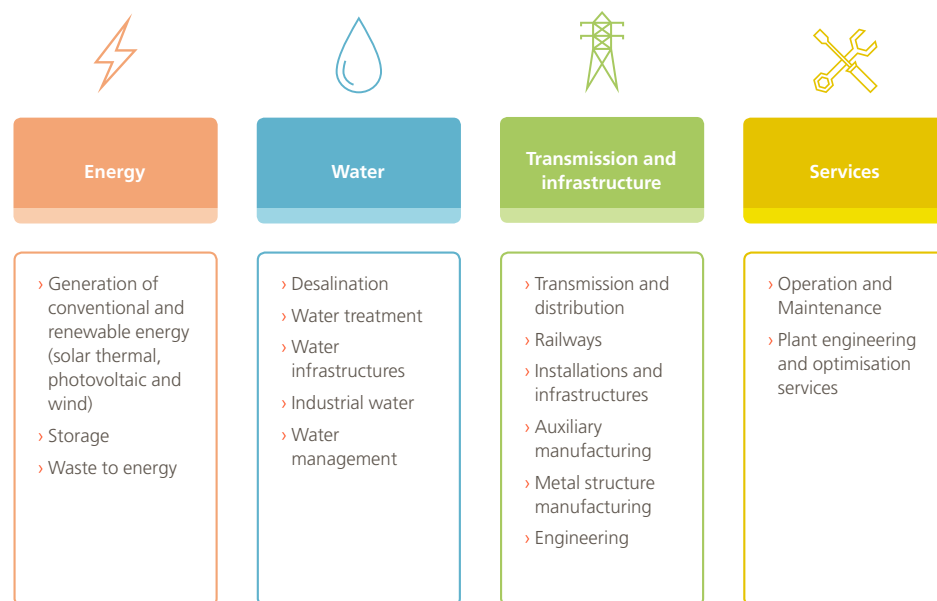 Energy
› Generation of
conventional and
renewable energy
(solar thermal,
photovoltaic and
wind)
› Storage
› Waste to energy
Water
› Desalination
› Water treatment
› Water
infrastructures
› Industrial water
› Water
management
Transmission and
infrastructure
› Transmission and
distribution
› Railways
› Installations and
infrastructures
› Auxiliary
manufacturing
› Metal structure
manufacturing
› Engineering
Services
› Operation and
Maintenance
› Plant engineering
and optimisation
services